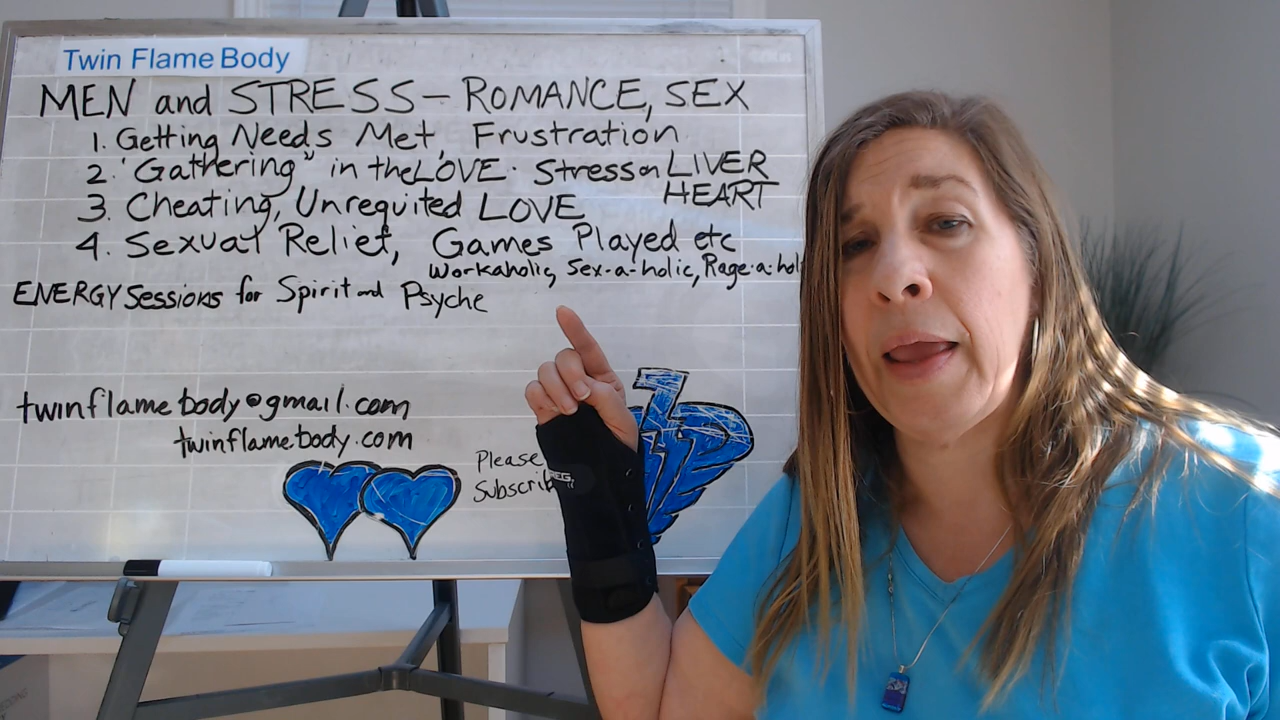 Twin Flame Body
MEN and STRESS - ROMANCE, SEX
1. Getting Needs Met, Frustration
2. "Gathering" in the LOVE. Stress on LIVER
HEART
3. Cheating, Unrequited LOVE
4. Sexual Relief, Games Played etc
Workaholic, Sex-a-holic, Rage-a-hol
ENERGY Sessions for Spirit and Psyche
twinflamebody@gmail.com
twinflamebody.com
Please
Subscrib